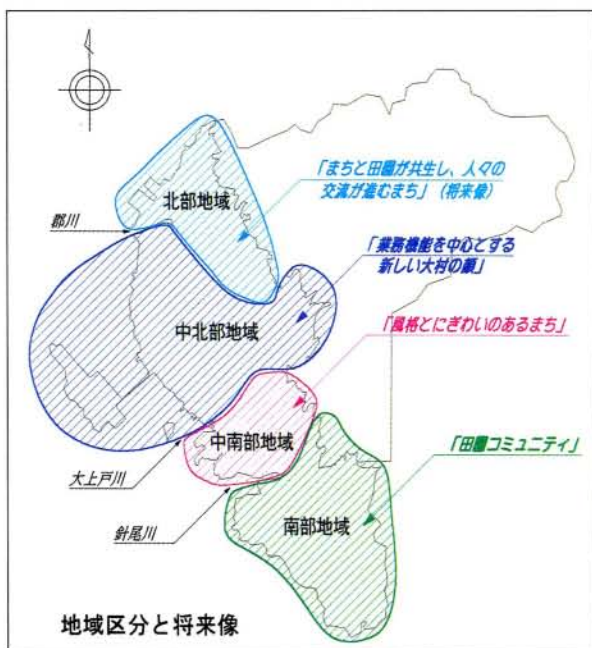 「まちと田園が共生し、人々の
交流が進むまち」（将来像）
北部地域
郡川
「業務機能を中心とする
新しい大村の顔」
中北部地域
「風格とにぎわいのあるまち」
中南部地域
「田園コミュニティ」
大上戸川
針尾川
南部地域
地域区分と将来像